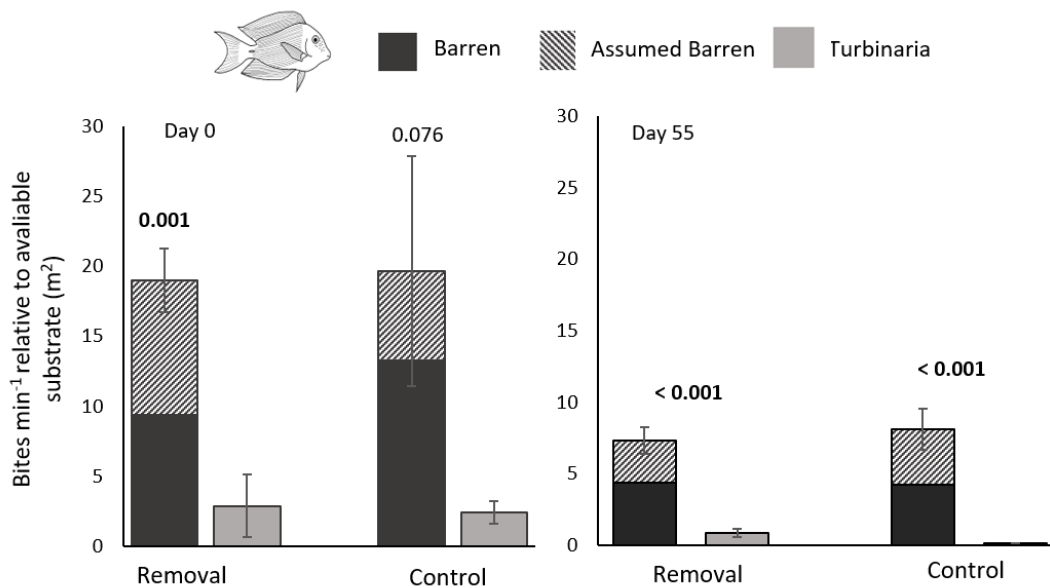 Barren
Assumed Barren
Turbinaria
Bites min⁻¹ relative to avaliable
substrate (m²)
30
25
20
15
10
5
0
Day 0
0.001
0.076
Removal
Control
30
25
20
15
10
5
0
Day 55
< 0.001
< 0.001
Removal
Control